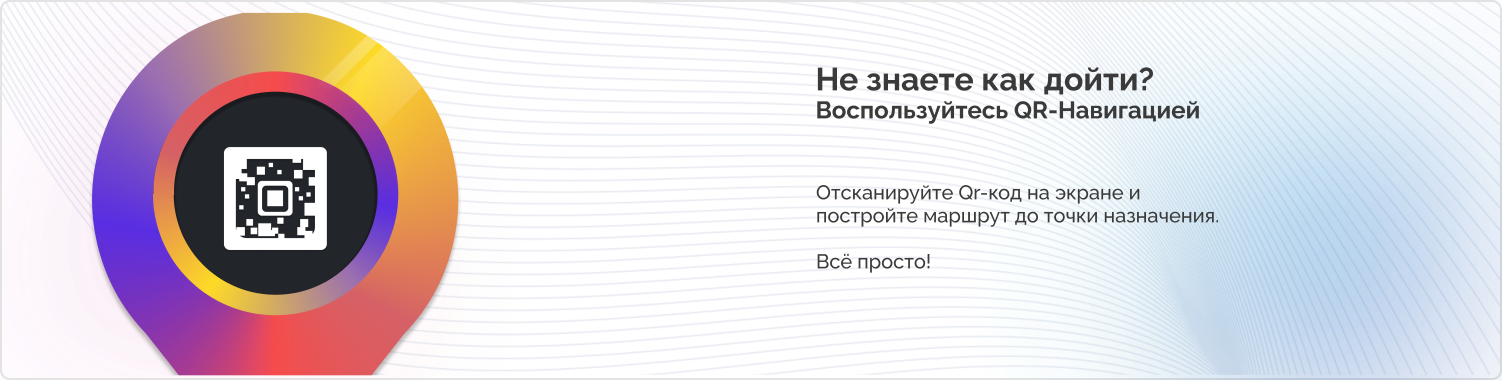 Не знаете как дойти?
Воспользуйтесь QR-Навигацией
Отсканируйте Qr-код на экране и
постройте маршрут до точки назначения.
Всё просто!